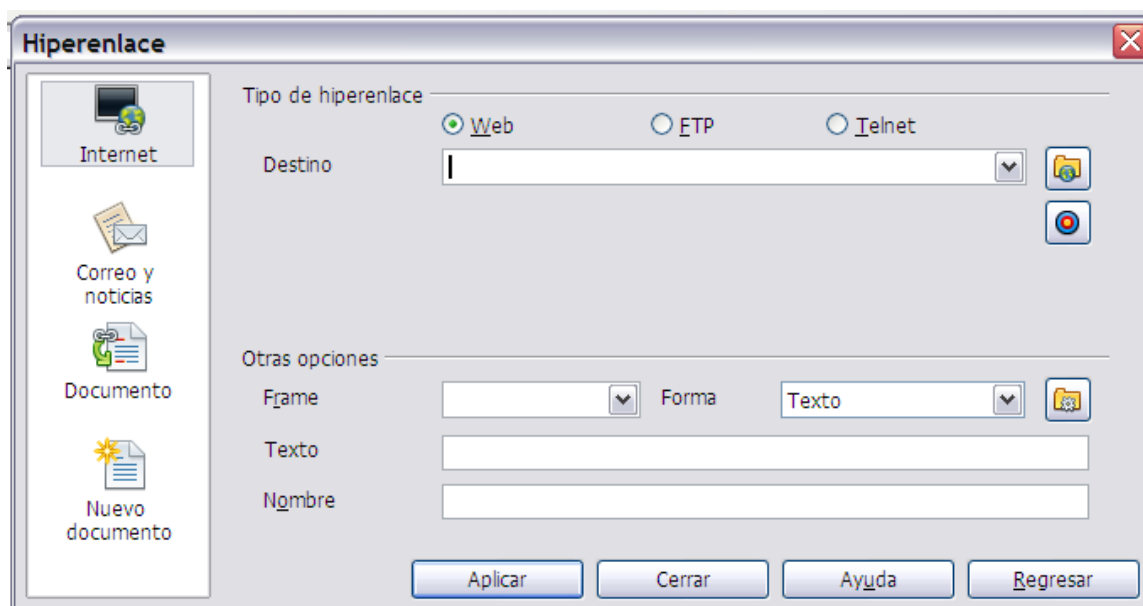 Hiperenlace
Internet
Correo y
noticias
Documento
Nuevo
documento
Tipo de hiperenlace
Web FTP Telnet
Destino
Otras opciones
Frame Forma Texto
Texto
Nombre
Aplicar Cerrar Ayuda Regresar